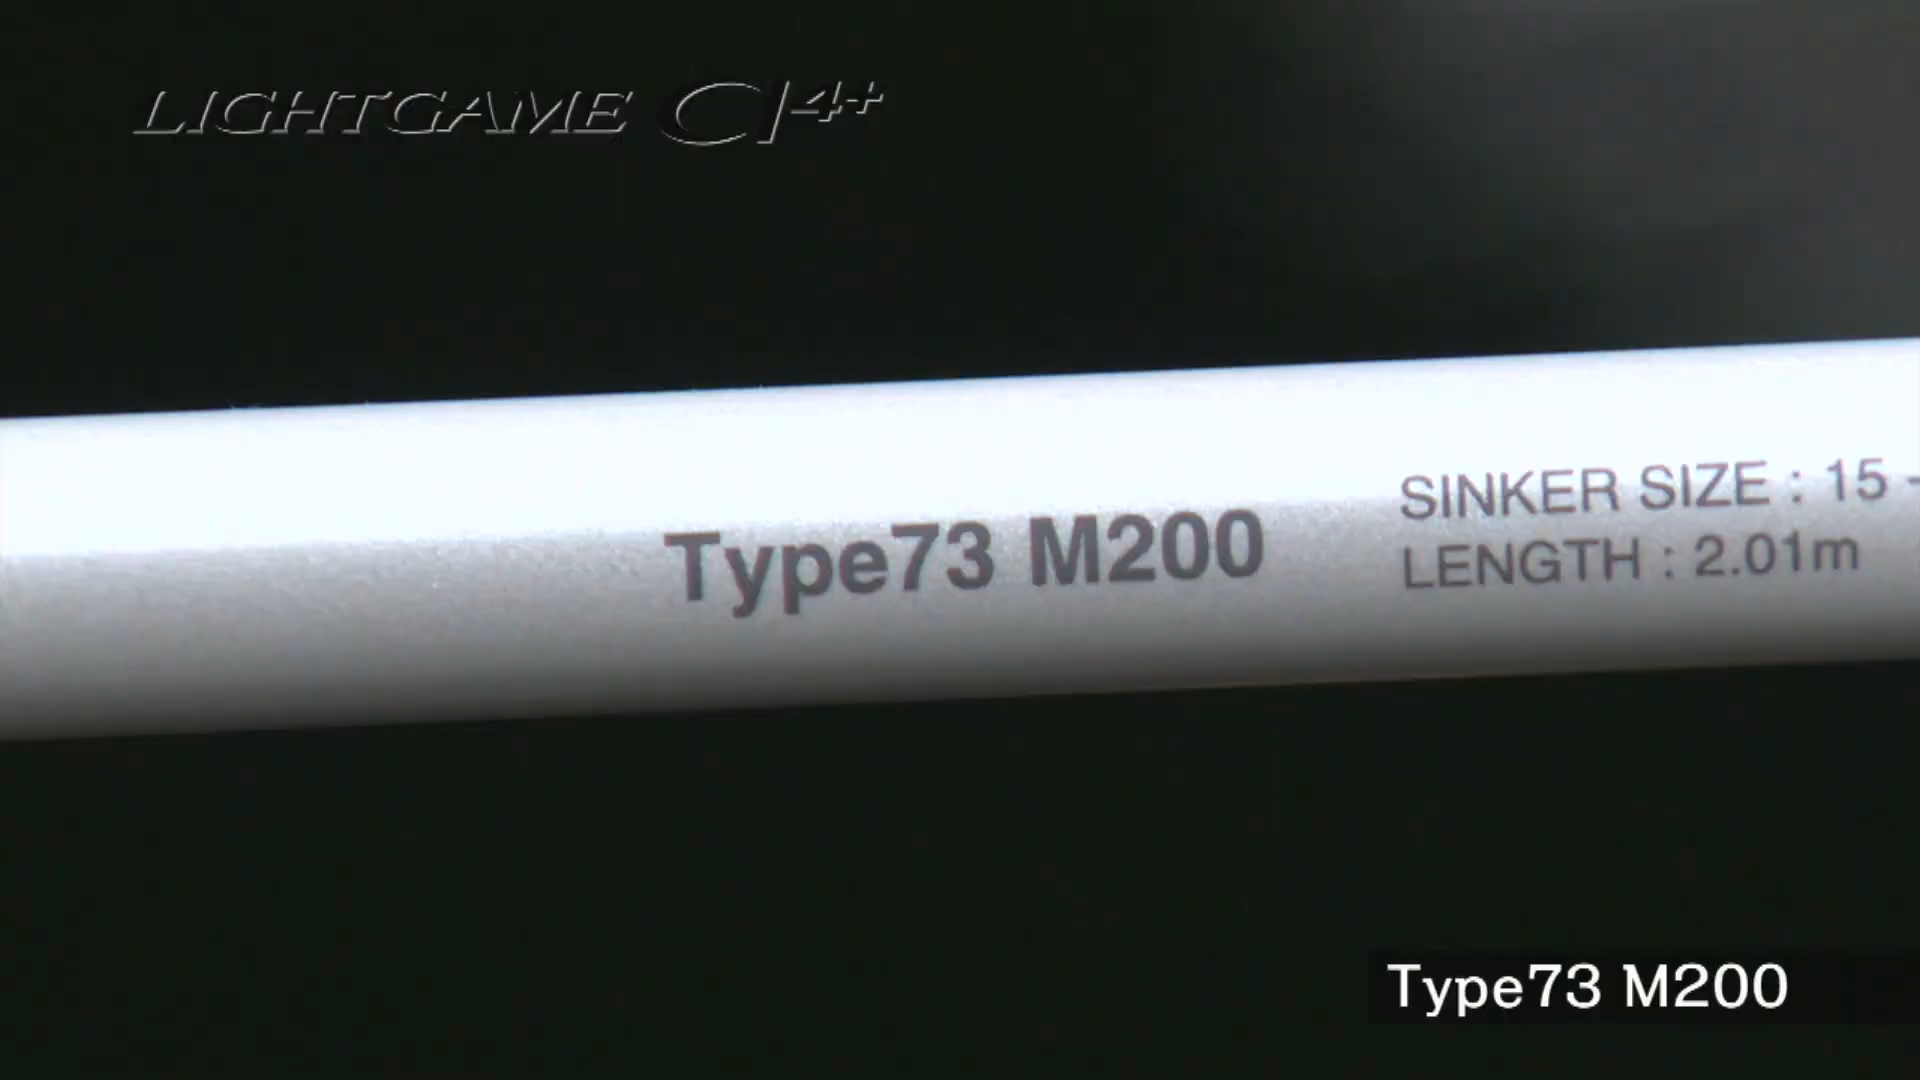 LIGHTGAME CI4+
SINKER SIZE : 15 -
Type73 M200
LENGTH : 2.01m
Type73 M200